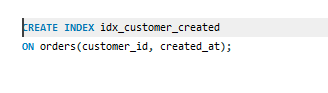 CREATE INDEX idx_customer_created
ON orders(customer_id, created_at);